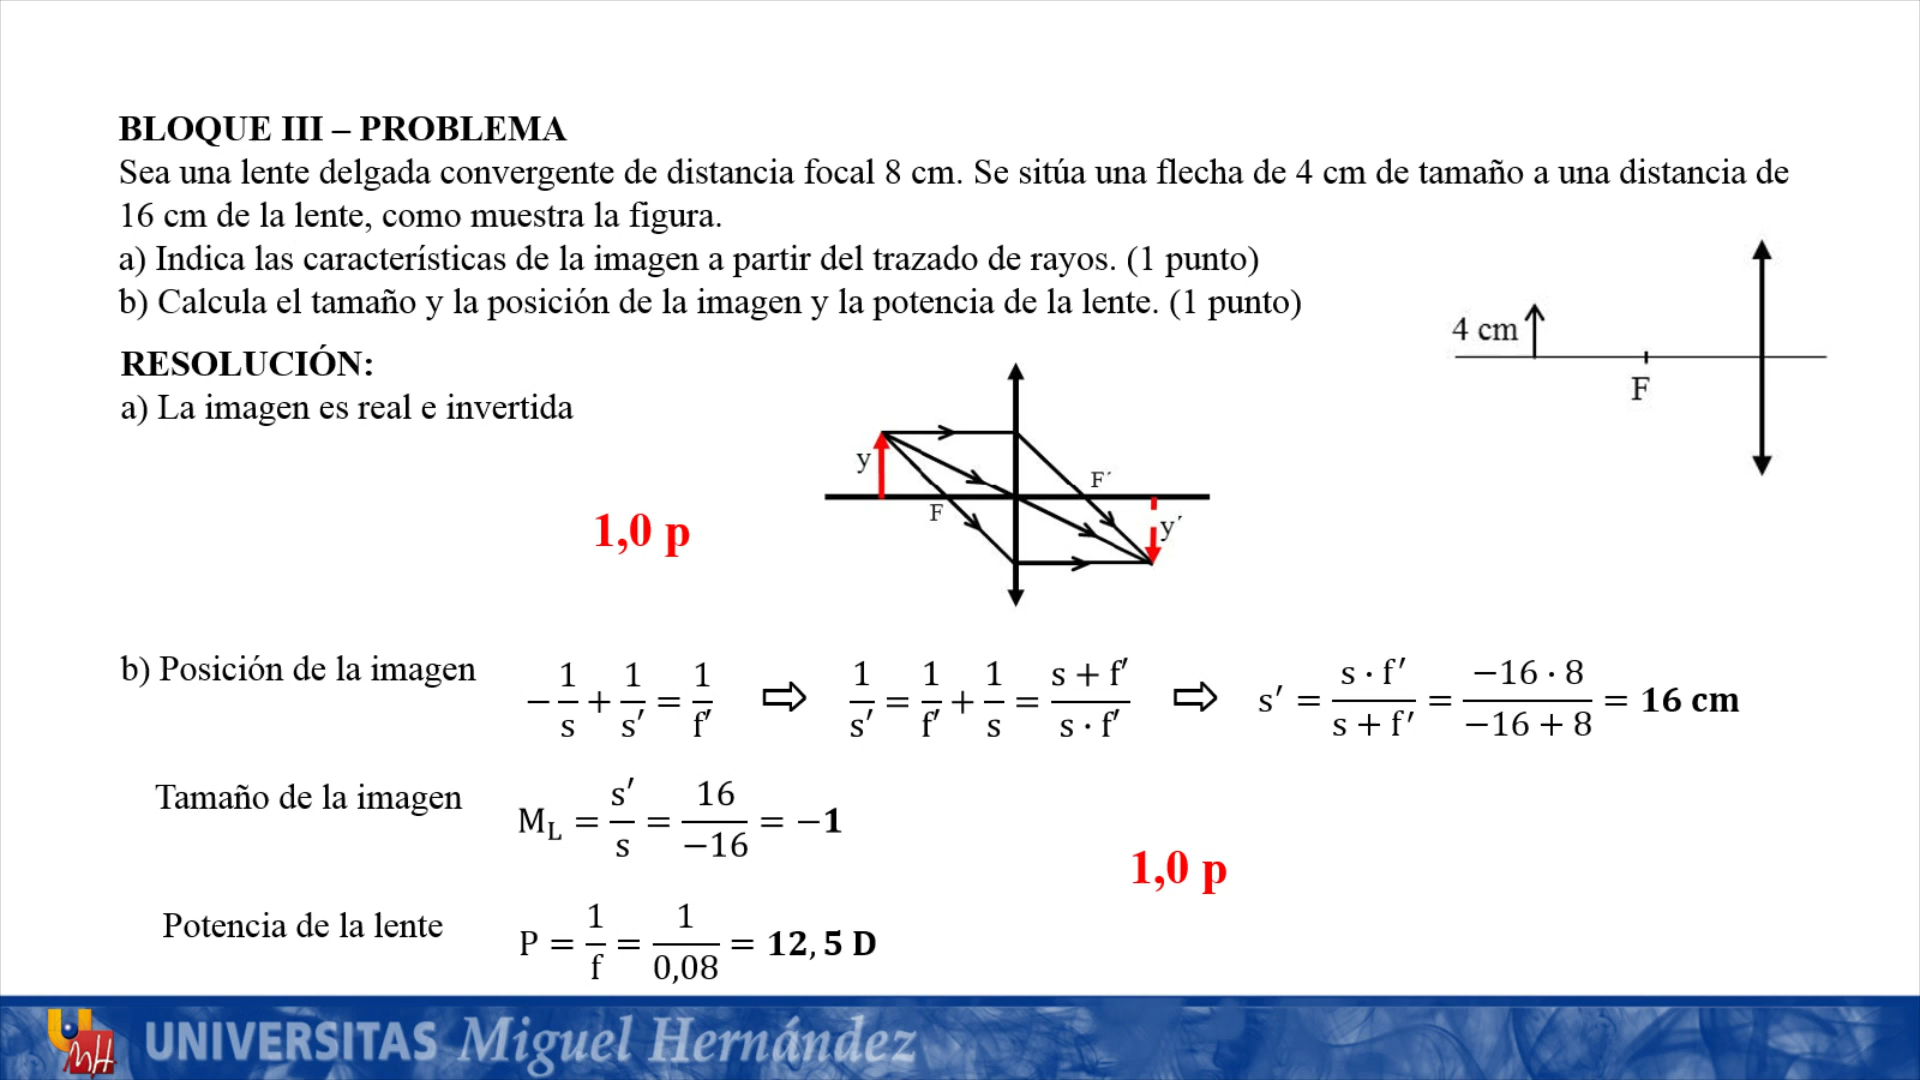 BLOQUE III – PROBLEMA
Sea una lente delgada convergente de distancia focal 8 cm. Se sitúa una flecha de 4 cm de tamaño a una distancia de
16 cm de la lente, como muestra la figura.
a) Indica las características de la imagen a partir del trazado de rayos. (1 punto)
b) Calcula el tamaño y la posición de la imagen y la potencia de la lente. (1 punto)
4 cm
F
RESOLUCIÓN:
a) La imagen es real e invertida
y
F´
F
y´
1,0 p
b) Posición de la imagen −1/s + 1/s′ = 1/f′ ⇨ 1/s′ = 1/f′ + 1/s = (s + f′)/(s · f′) ⇨ s′ = (s · f′)/(s + f′) = (−16 · 8)/(−16 + 8) = 16 cm
Tamaño de la imagen M_L = s′/s = 16/−16 = −1
1,0 p
Potencia de la lente P = 1/f = 1/0,08 = 12,5 D
UMH UNIVERSITAS Miguel Hernández